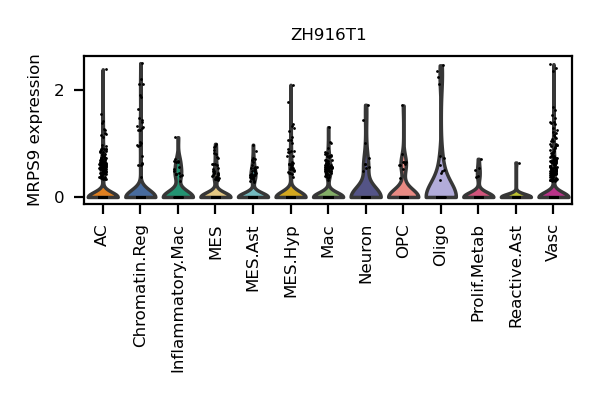 ZH916T1
MRPS9 expression
2
0
AC
Chromatin.Reg
Inflammatory.Mac
MES
MES.Ast
MES.Hyp
Mac
Neuron
OPC
Oligo
Prolif.Metab
Reactive.Ast
Vasc